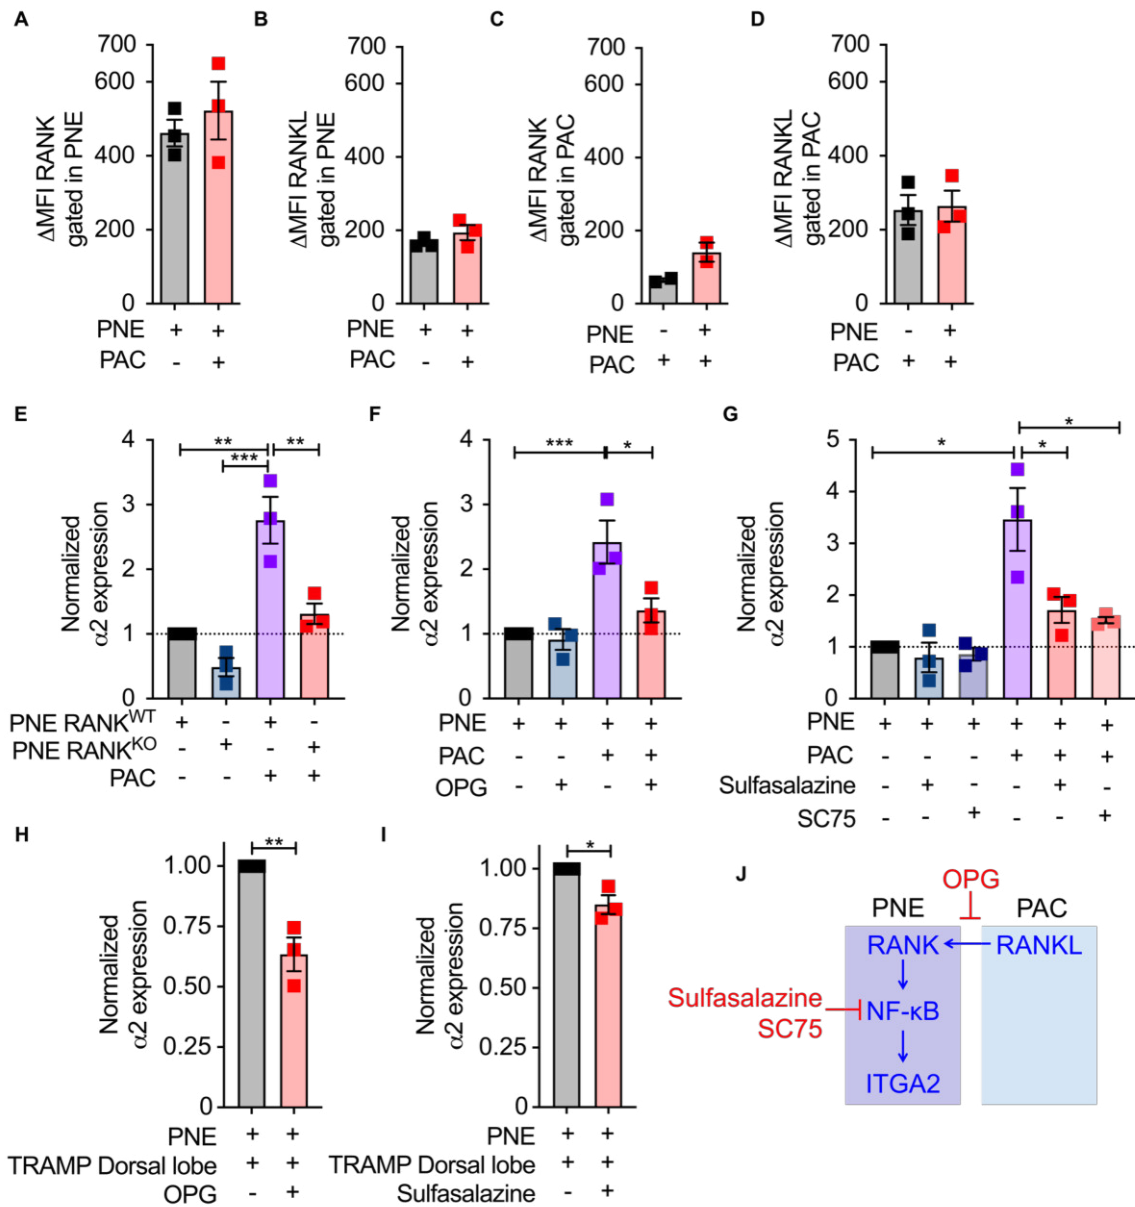 A
ΔMFI RANK
gated in PNE
700
600
400
200
0
PNE + +
PAC - +
B
ΔMFI RANKL
gated in PNE
700
600
400
200
0
PNE + +
PAC - +
C
ΔMFI RANK
gated in PAC
700
600
400
200
0
PNE - +
PAC + +
D
ΔMFI RANKL
gated in PAC
700
600
400
200
0
PNE - +
PAC + +
E
Normalized
α2 expression
4
3
2
1
0
** **
***
PNE RANKWT + - + -
PNE RANKKO - + - +
PAC - - + +
F
Normalized
α2 expression
4
3
2
1
0
*** *
PNE + + + +
PAC - - + +
OPG - + - +
G
Normalized
α2 expression
5
4
3
2
1
0
*
* *
PNE + + + + + +
PAC - - - + + +
Sulfasalazine - + - - + -
SC75 - - + - - +
H
Normalized
α2 expression
1.00
0.75
0.50
0.25
0
**
PNE + +
TRAMP Dorsal lobe + +
OPG - +
I
Normalized
α2 expression
1.00
0.75
0.50
0.25
0
*
PNE + +
TRAMP Dorsal lobe + +
Sulfasalazine - +
J
OPG
PNE PAC
RANK RANKL
Sulfasalazine
SC75
NF-κB
ITGA2